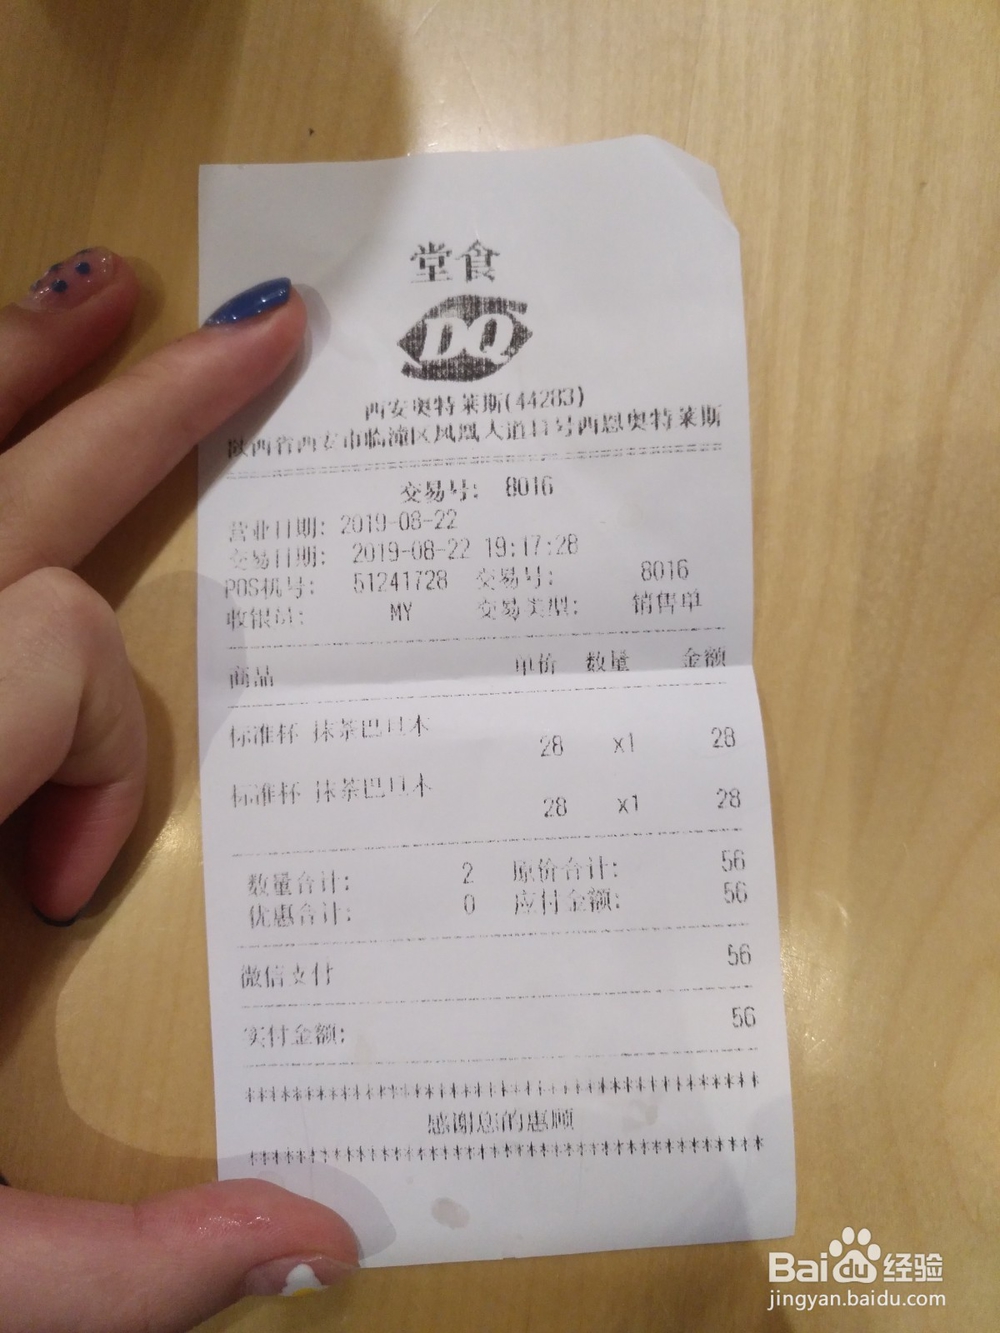 堂食
DQ
西安奥特莱斯(44283)
陕西省西安市临潼区凤凰大道11号西恩奥特莱斯
交易号: 8016
营业日期: 2019-08-22
交易日期: 2019-08-22 19:17:28
POS机号: 51241728 交易号: 8016
收银员: MY 交易类型: 销售单
商品 单价 数量 金额
标准杯 抹茶巴旦木
28 x1 28
标准杯 抹茶巴旦木
28 x1 28
数量合计: 2 原价合计: 56
优惠合计: 0 应付金额: 56
微信支付 56
实付金额: 56
*******************************************
感谢您的惠顾
*******************************************
Baidu经验
jingyan.baidu.com